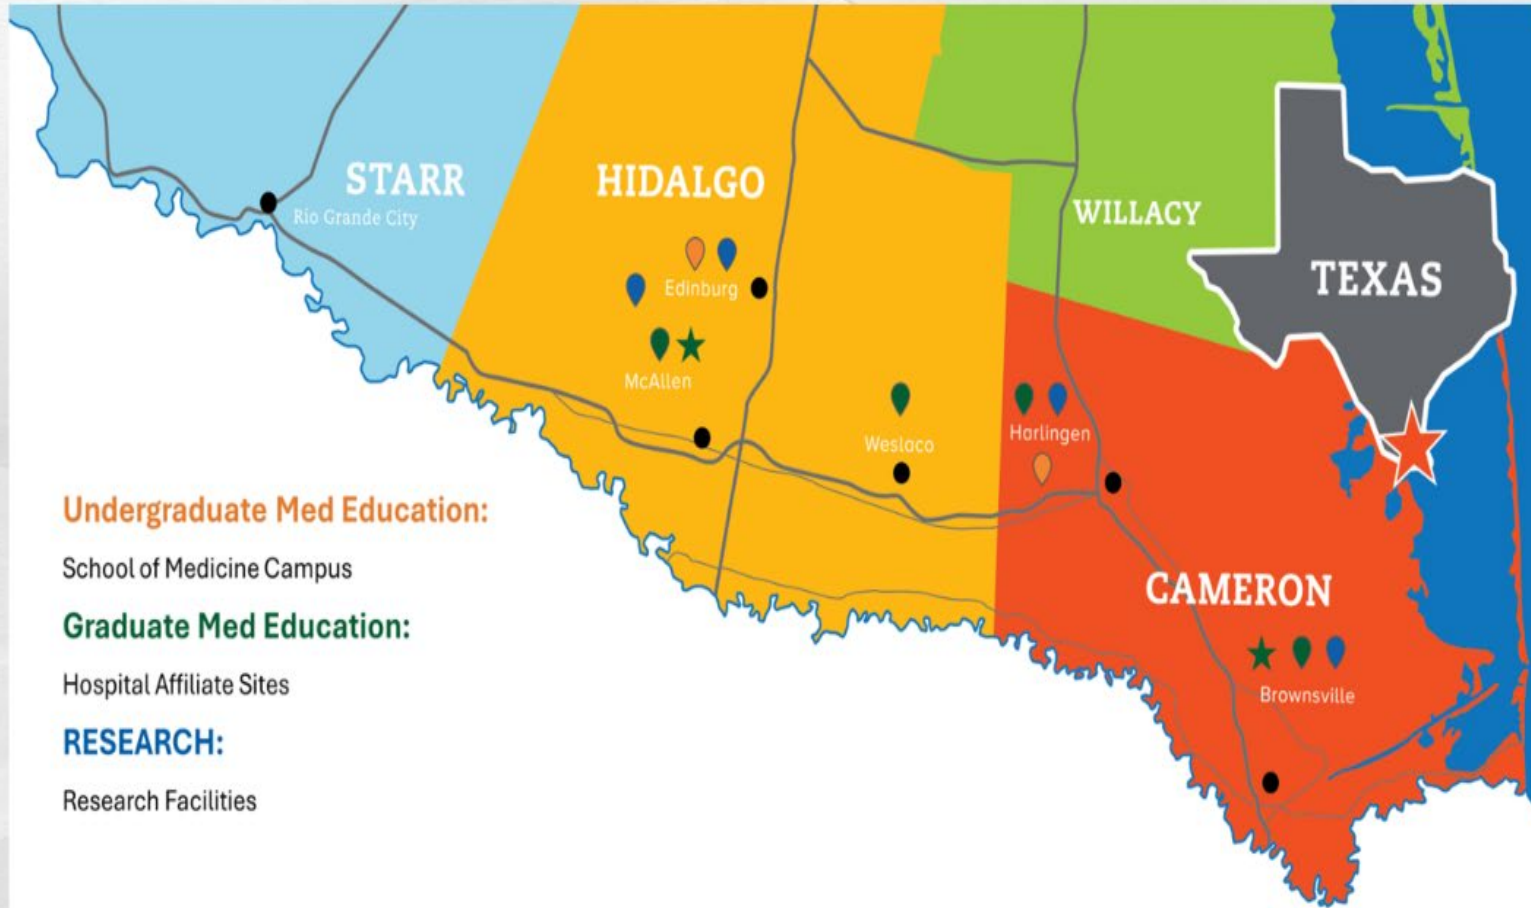 STARR
Rio Grande City
HIDALGO
Edinburg
McAllen
Weslaco
WILLACY
TEXAS
Harlingen
CAMERON
Brownsville
Undergraduate Med Education:
School of Medicine Campus
Graduate Med Education:
Hospital Affiliate Sites
RESEARCH:
Research Facilities